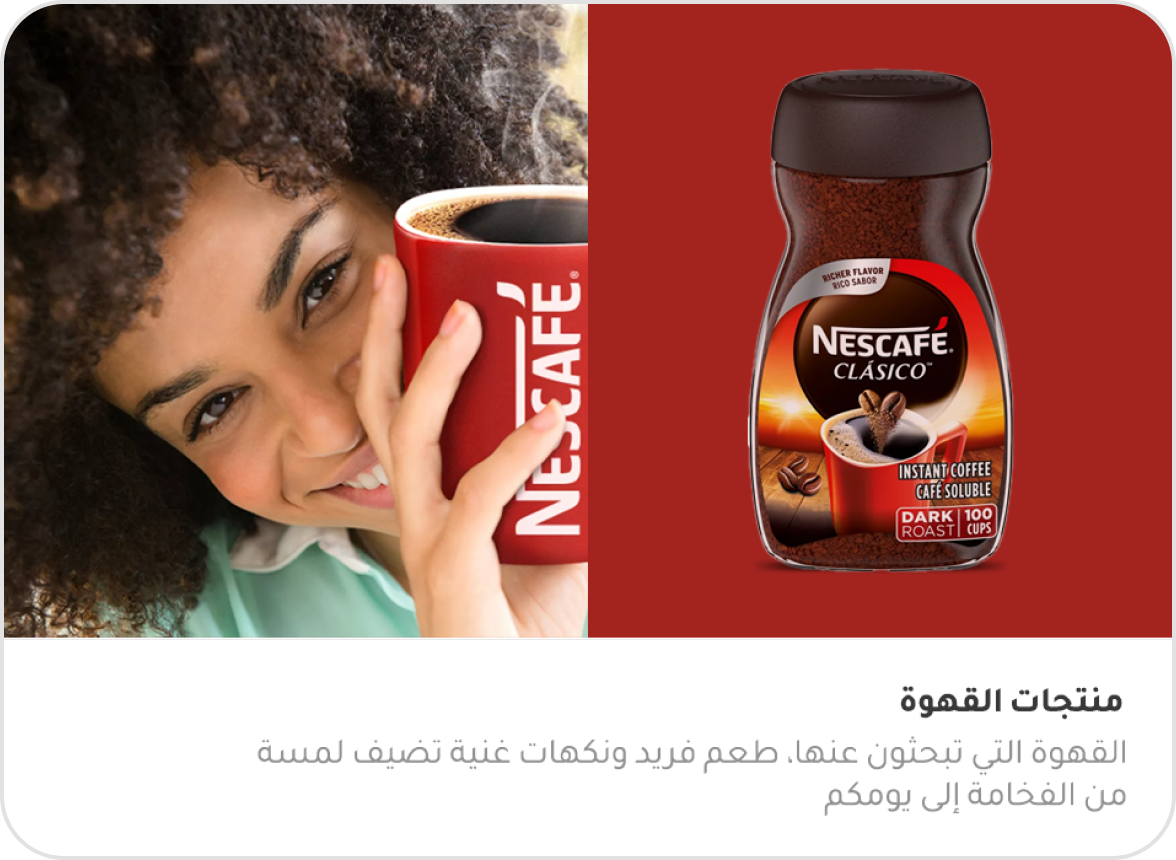 NESCAFÉ®
RICHER FLAVOR
RICO SABOR
NESCAFÉ®
CLÁSICO™
INSTANT COFFEE
CAFÉ SOLUBLE
DARK ROAST
100 CUPS
منتجات القهوة
القهوة التي تبحثون عنها، طعم فريد ونكهات غنية تضيف لمسة
من الفخامة إلى يومكم